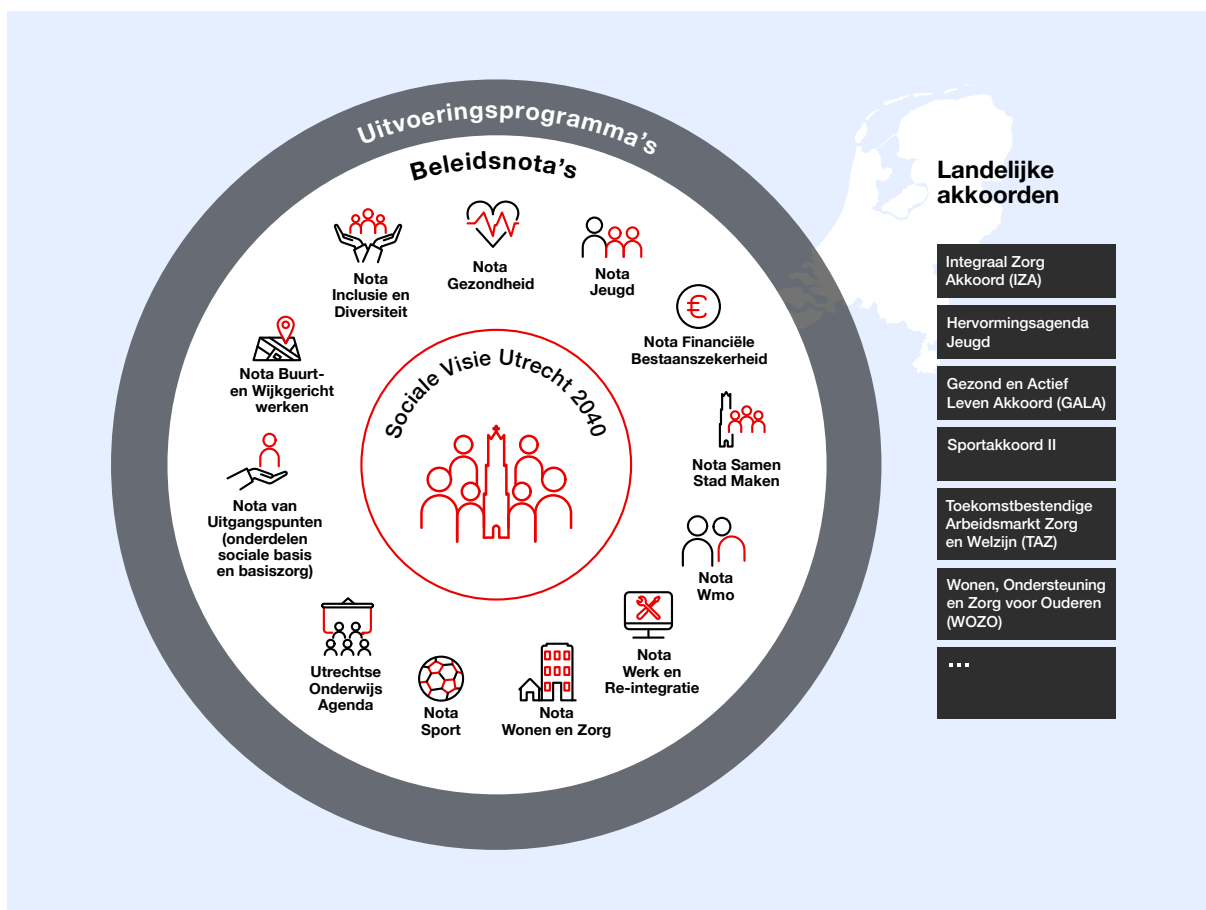 Uitvoeringsprogramma's
Beleidsnota's
Nota
Inclusie en
Diversiteit
Nota
Gezondheid
Nota
Jeugd
€
Nota Financiële
Bestaanszekerheid
Nota Samen
Stad Maken
Nota
Wmo
Nota
Werk en
Re-integratie
Nota
Wonen en Zorg
Nota
Sport
Utrechtse
Onderwijs
Agenda
Nota van
Uitgangspunten
(onderdelen
sociale basis
en basiszorg)
Nota Buurt-
en Wijkgericht
werken
Sociale Visie Utrecht 2040
Landelijke
akkoorden
Integraal Zorg
Akkoord (IZA)
Hervormingsagenda
Jeugd
Gezond en Actief
Leven Akkoord (GALA)
Sportakkoord II
Toekomstbestendige
Arbeidsmarkt Zorg
en Welzijn (TAZ)
Wonen, Ondersteuning
en Zorg voor Ouderen
(WOZO)
...